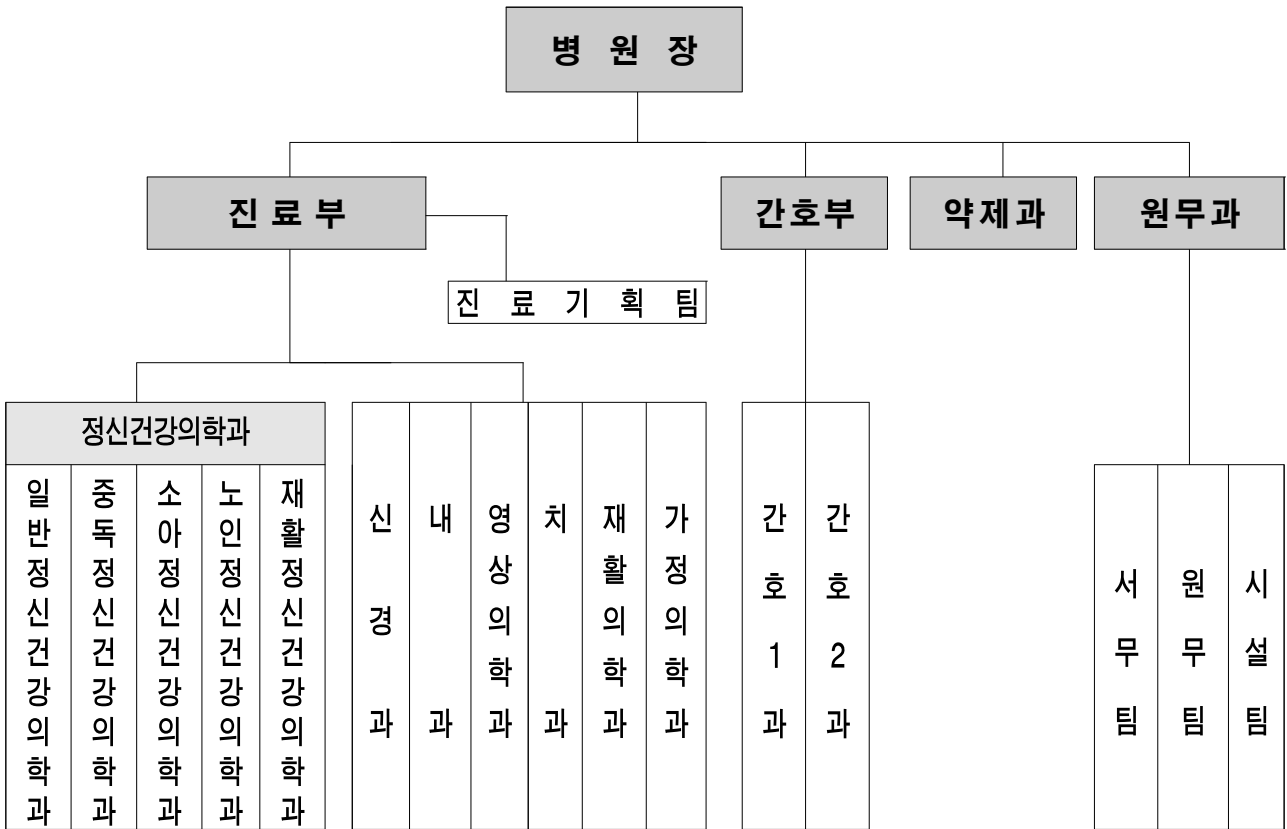 병 원 장
진 료 부
간호부
약제과
원무과
진 료 기 획 팀
정신건강의학과
일반정신건강의학과
중독정신건강의학과
소아정신건강의학과
노인정신건강의학과
재활정신건강의학과
신경과
내과
영상의학과
치과
재활의학과
가정의학과
간호1과
간호2과
서무팀
원무팀
시설팀